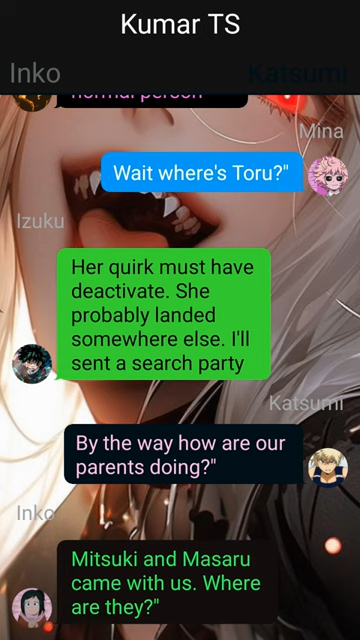 Kumar TS
Inko
Katsumi
normal person
Mina
Wait where's Toru?"
Izuku
Her quirk must have
deactivate. She
probably landed
somewhere else. I'll
sent a search party
Katsumi
By the way how are our
parents doing?"
Inko
Mitsuki and Masaru
came with us. Where
are they?"